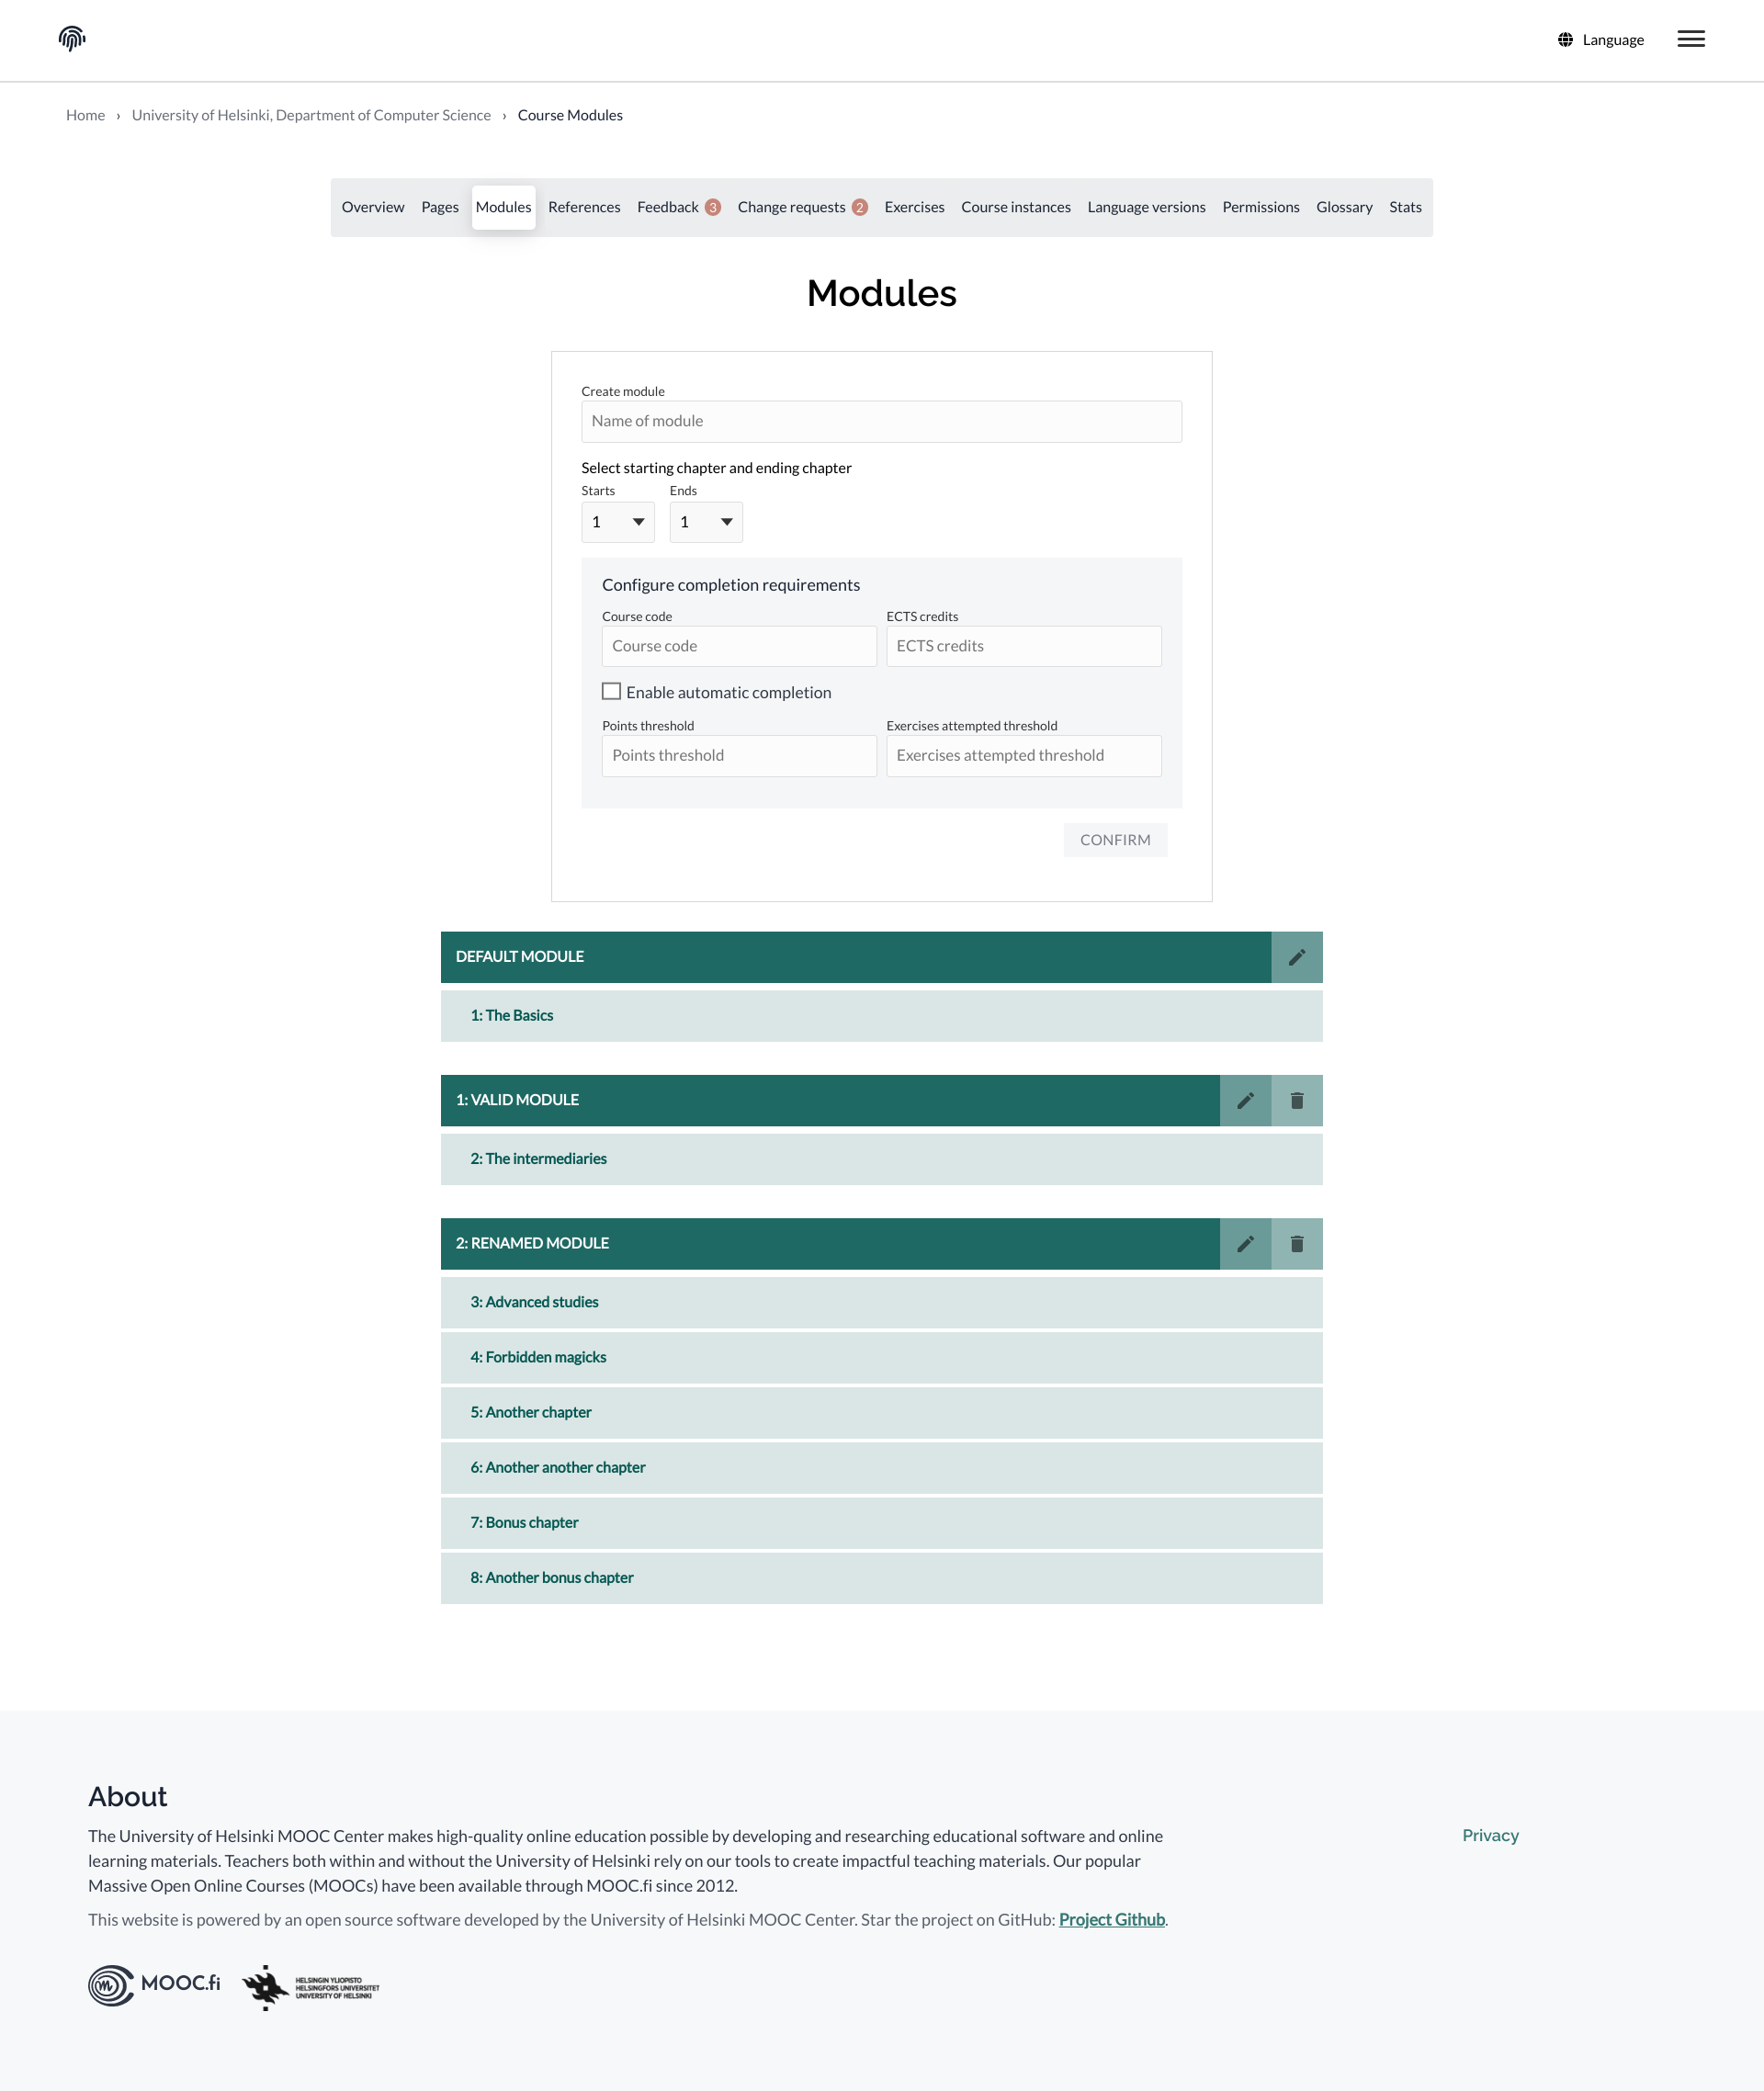 Language
Home › University of Helsinki, Department of Computer Science › Course Modules
Overview Pages Modules References Feedback 3 Change requests 2 Exercises Course instances Language versions Permissions Glossary Stats
Modules
Create module
Name of module
Select starting chapter and ending chapter
Starts Ends
1 1
Configure completion requirements
Course code ECTS credits
Course code ECTS credits
Enable automatic completion
Points threshold Exercises attempted threshold
Points threshold Exercises attempted threshold
CONFIRM
DEFAULT MODULE
1: The Basics
1: VALID MODULE
2: The intermediaries
2: RENAMED MODULE
3: Advanced studies
4: Forbidden magicks
5: Another chapter
6: Another another chapter
7: Bonus chapter
8: Another bonus chapter
About
The University of Helsinki MOOC Center makes high-quality online education possible by developing and researching educational software and online
learning materials. Teachers both within and without the University of Helsinki rely on our tools to create impactful teaching materials. Our popular
Massive Open Online Courses (MOOCs) have been available through MOOC.fi since 2012.
Privacy
This website is powered by an open source software developed by the University of Helsinki MOOC Center. Star the project on GitHub: Project Github.
MOOC.fi
HELSINGIN YLIOPISTO
HELSINGFORS UNIVERSITET
UNIVERSITY OF HELSINKI